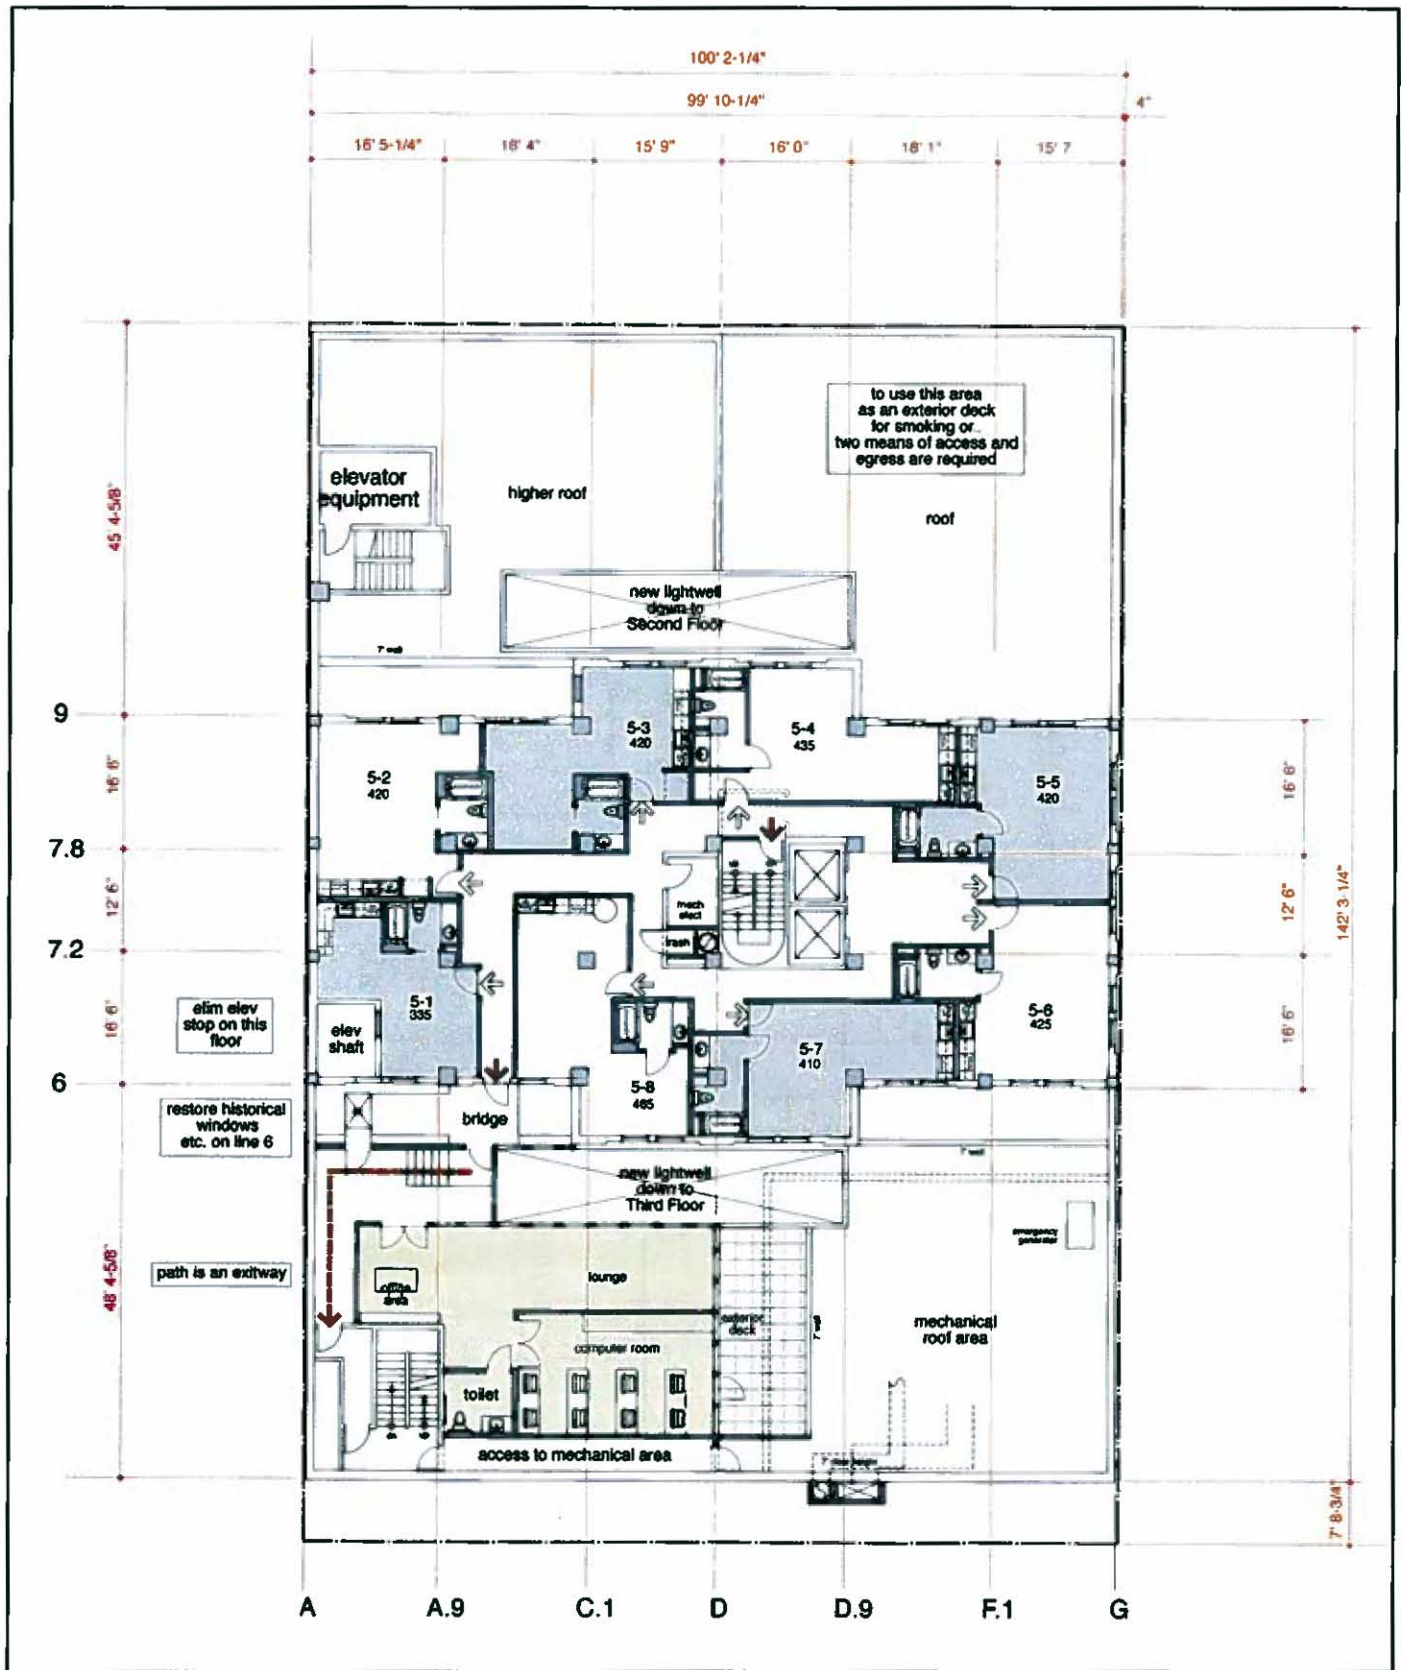 100' 2-1/4"
99' 10-1/4"
4"
16' 5-1/4"
18' 4"
15' 9"
16' 0"
18' 1"
15' 7
to use this area
as an exterior deck
for smoking or..
two means of access and
egress are required
elevator
equipment
higher roof
roof
45' 4-5/8"
new lightwell
down to
Second Floor
7' wall
9
5-3
420
5-4
435
5-2
420
5-5
420
16' 6"
16' 6"
7.8
mech
elect
12' 6"
12' 6"
142' 3-1/4"
trash
7.2
5-1
335
elev
shaft
5-6
425
5-7
410
5-8
465
16' 6"
16' 6"
elim elev
stop on this
floor
6
restore historical
windows
etc. on line 6
bridge
new lightwell
down to
Third Floor
7' wall
emergency
generator
path is an exitway
48' 4-5/8"
office
area
lounge
exterior
deck
7' wall
mechanical
roof area
computer room
toilet
access to mechanical area
7' 8-3/4"
A
A.9
C.1
D
D.9
F.1
G